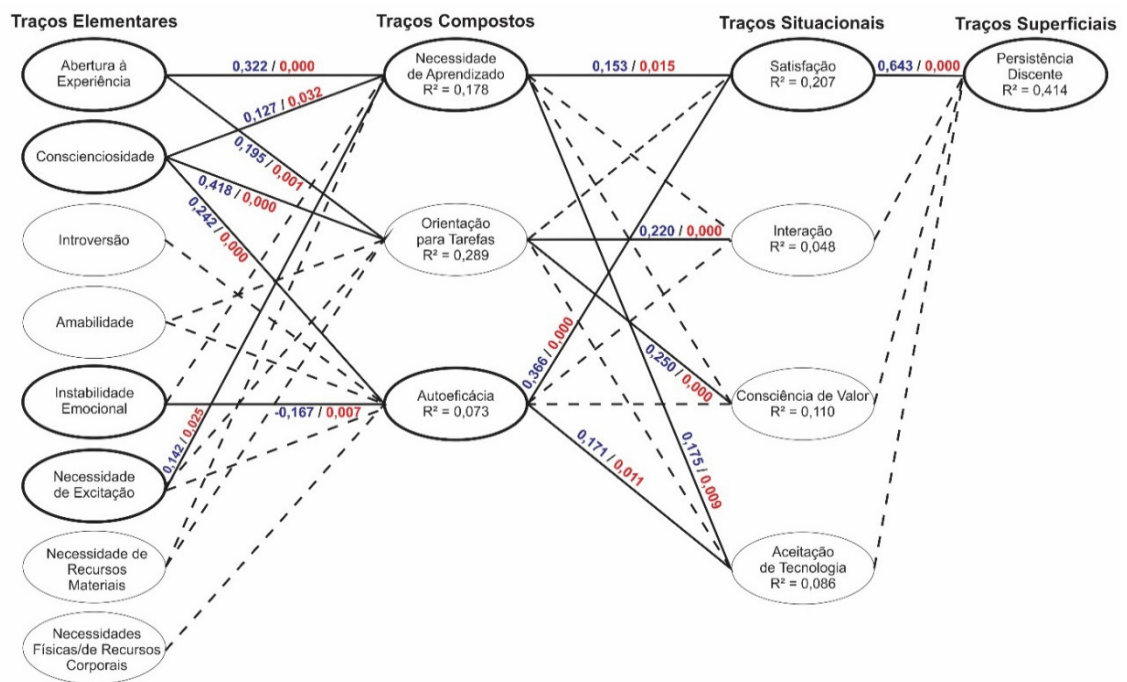 Traços Elementares
Traços Compostos
Traços Situacionais
Traços Superficiais
Abertura à
Experiência
Conscienciosidade
Introversão
Amabilidade
Instabilidade
Emocional
Necessidade
de Excitação
Necessidade de
Recursos
Materiais
Necessidades
Físicas/de Recursos
Corporais
0,322 / 0,000
0,127 / 0,032
0,195 / 0,001
0,418 / 0,000
0,242 / 0,000
-0,167 / 0,007
0,142 / 0,025
Necessidade
de Aprendizado
R² = 0,178
Orientação
para Tarefas
R² = 0,289
Autoeficácia
R² = 0,073
0,153 / 0,015
0,220 / 0,000
0,366 / 0,000
0,250 / 0,000
0,175 / 0,009
0,171 / 0,011
Satisfação
R² = 0,207
Interação
R² = 0,048
Consciência de Valor
R² = 0,110
Aceitação
de Tecnologia
R² = 0,086
0,643 / 0,000
Persistência
Discente
R² = 0,414